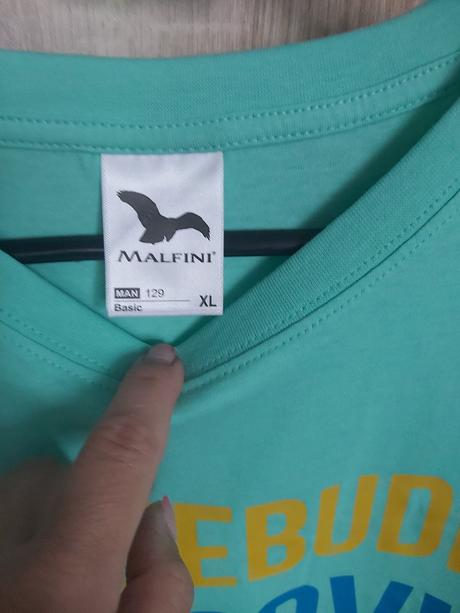 MALFINI
MAN 129
Basic XL
EBUD